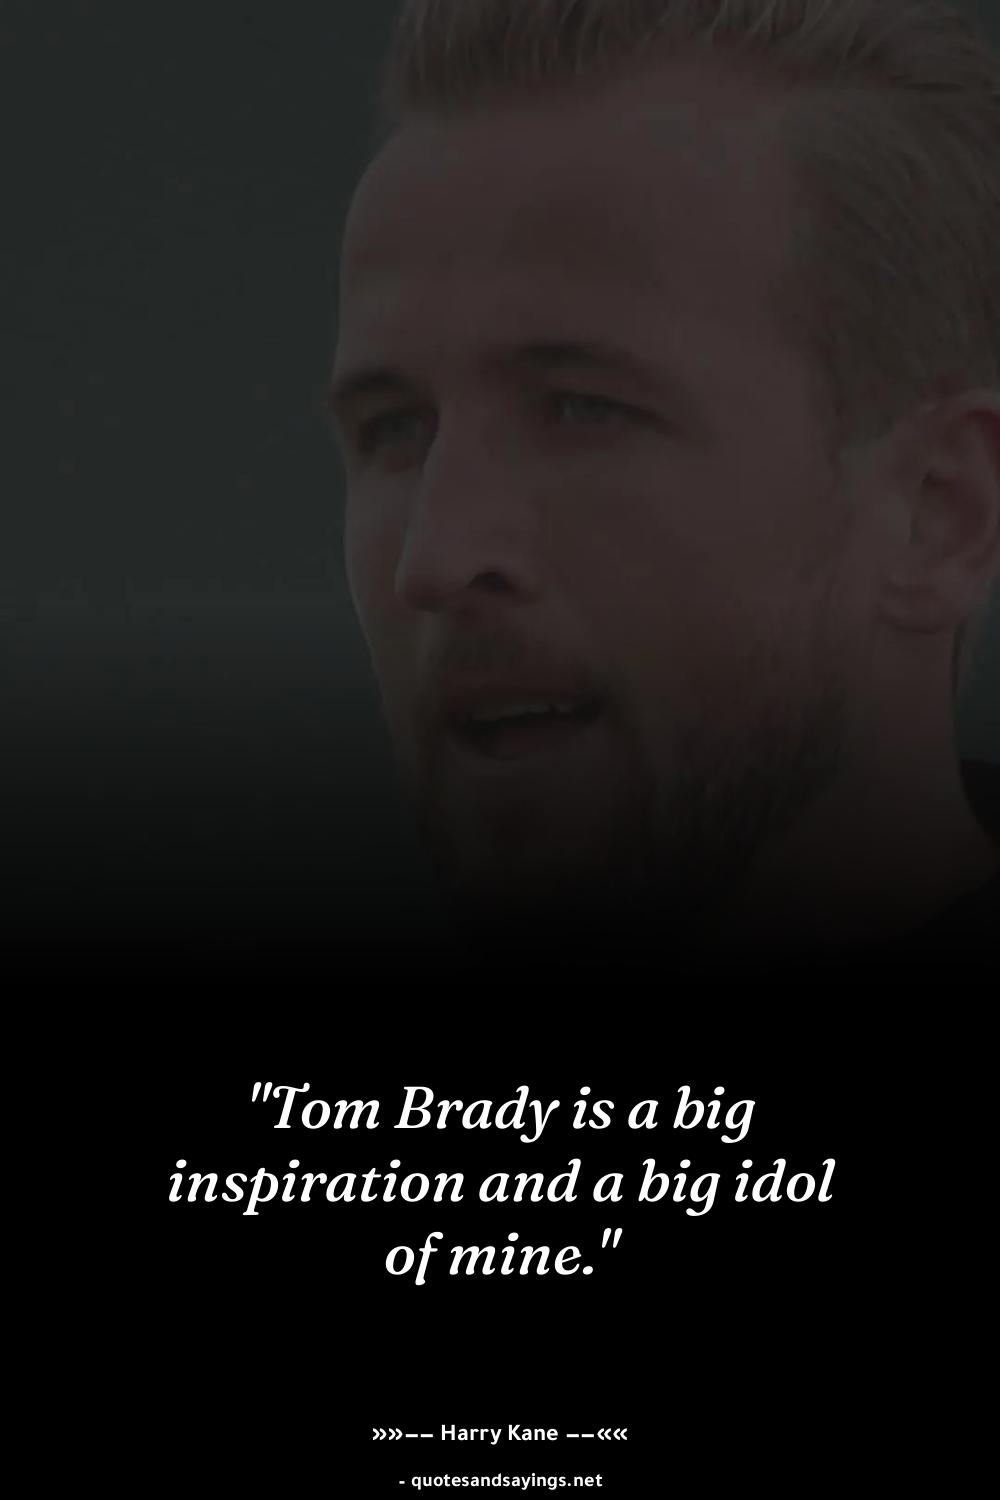 "Tom Brady is a big
inspiration and a big idol
of mine."
»»–– Harry Kane ––««
- quotesandsayings.net